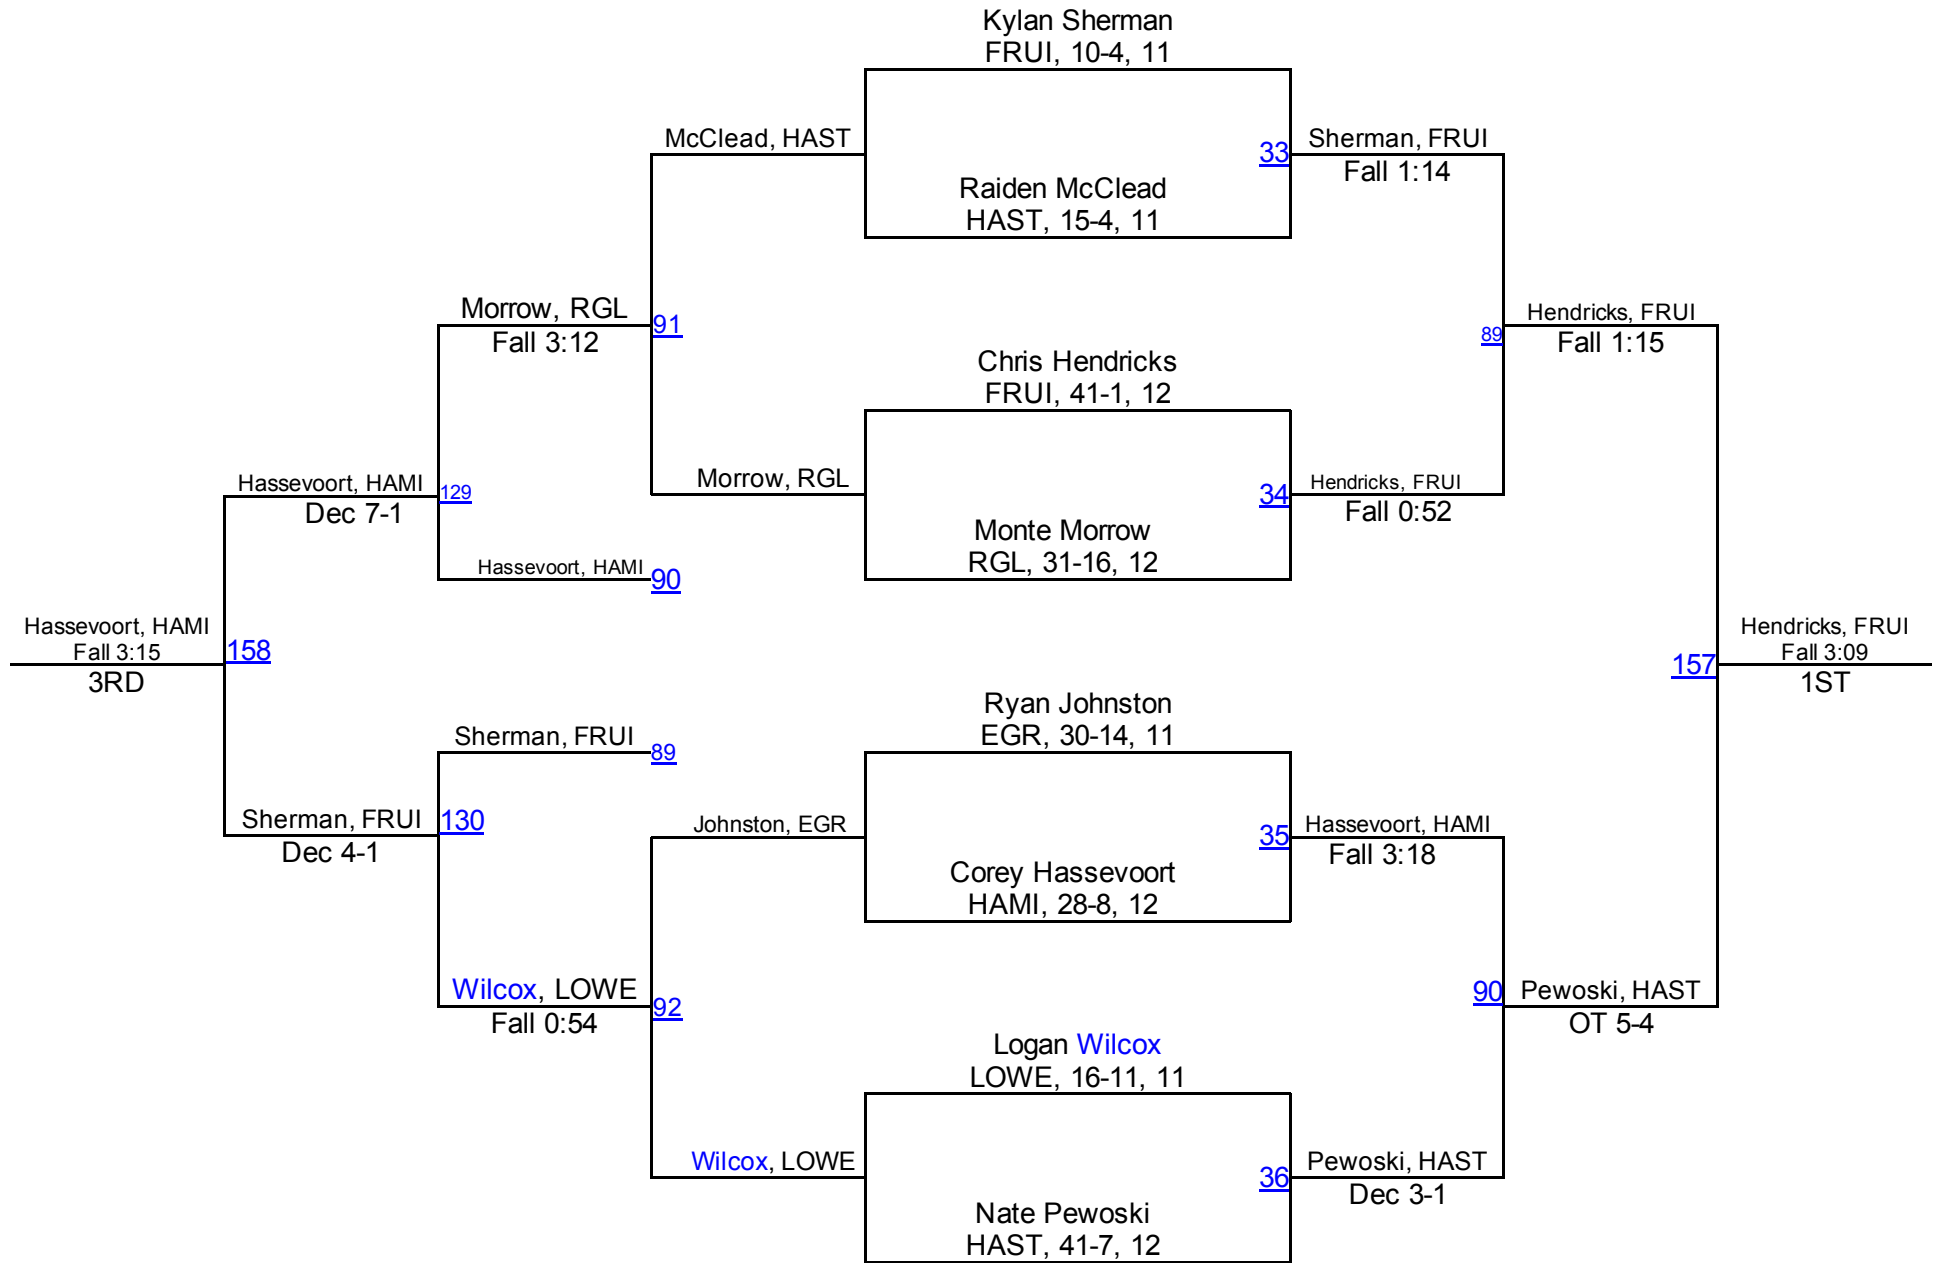 Kylan Sherman
FRUI, 10-4, 11
McClead, HAST
33
Sherman, FRUI
Fall 1:14
Raiden McClead
HAST, 15-4, 11
Morrow, RGL
Fall 3:12
91
Chris Hendricks
FRUI, 41-1, 12
89
Hendricks, FRUI
Fall 1:15
Hassevoort, HAMI
Dec 7-1
129
Morrow, RGL
34
Hendricks, FRUI
Fall 0:52
Monte Morrow
RGL, 31-16, 12
Hassevoort, HAMI
90
Hassevoort, HAMI
Fall 3:15
3RD
158
157
Hendricks, FRUI
Fall 3:09
1ST
Ryan Johnston
EGR, 30-14, 11
Sherman, FRUI
89
Sherman, FRUI
Dec 4-1
130
Johnston, EGR
35
Hassevoort, HAMI
Fall 3:18
Corey Hassevoort
HAMI, 28-8, 12
Wilcox, LOWE
Fall 0:54
92
90
Pewoski, HAST
OT 5-4
Logan Wilcox
LOWE, 16-11, 11
Wilcox, LOWE
36
Pewoski, HAST
Dec 3-1
Nate Pewoski
HAST, 41-7, 12